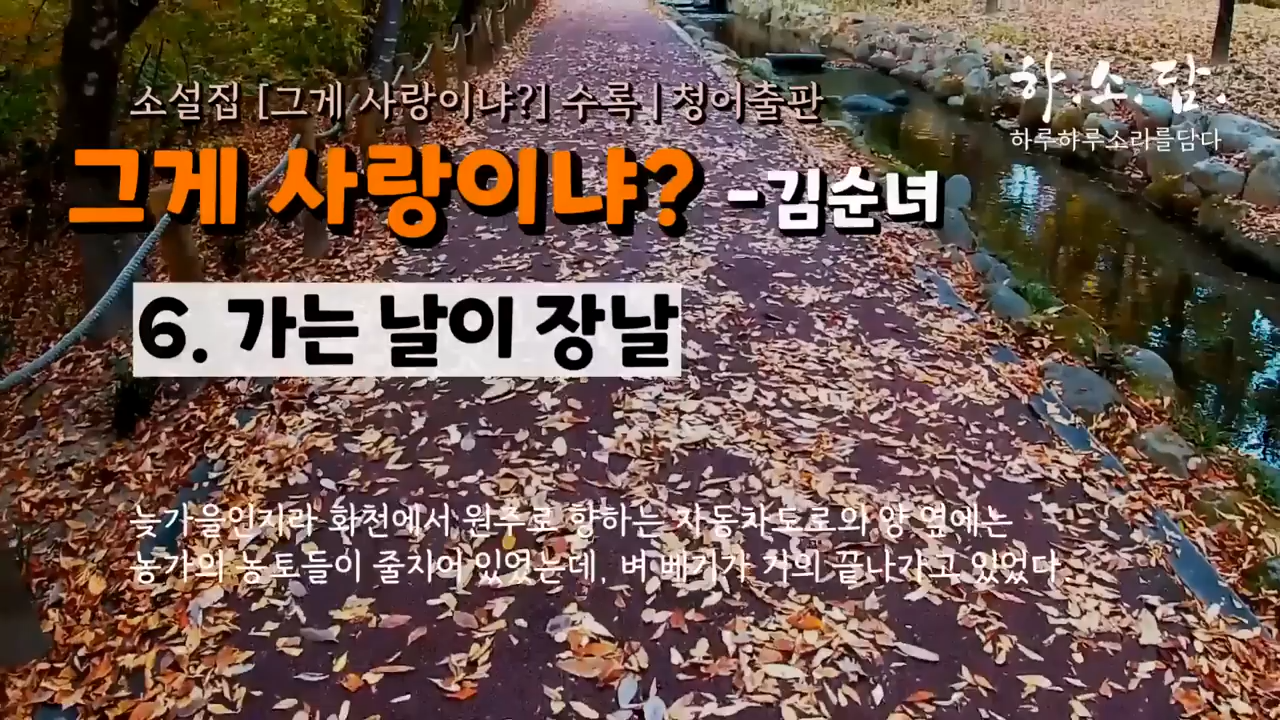 소설집 [그게 사랑이냐?] 수록 | 청어출판
하.소.담.
하루하루소리를담다
그게 사랑이냐? -김순녀
6. 가는 날이 장날
늦가을인지라 화천에서 원주로 향하는 자동차도로의 양 옆에는
농가의 농토들이 줄지어 있었는데, 벼 베기가 거의 끝나가고 있었다